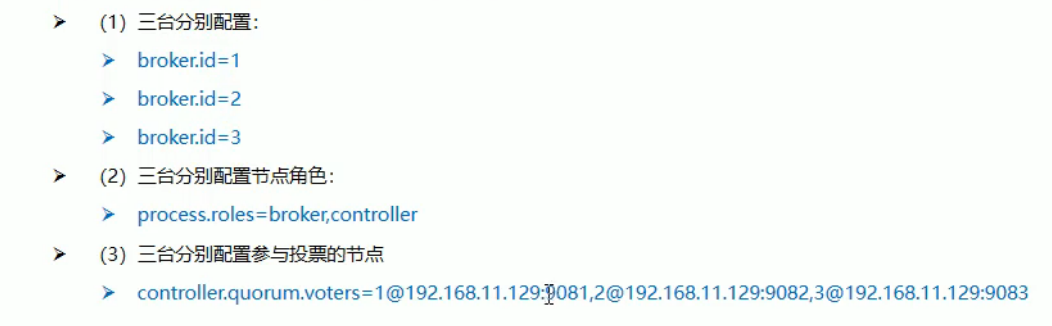 (1) 三台分别配置：
broker.id=1
broker.id=2
broker.id=3
(2) 三台分别配置节点角色：
process.roles=broker,controller
(3) 三台分别配置参与投票的节点
controller.quorum.voters=1@192.168.11.129:9081,2@192.168.11.129:9082,3@192.168.11.129:9083